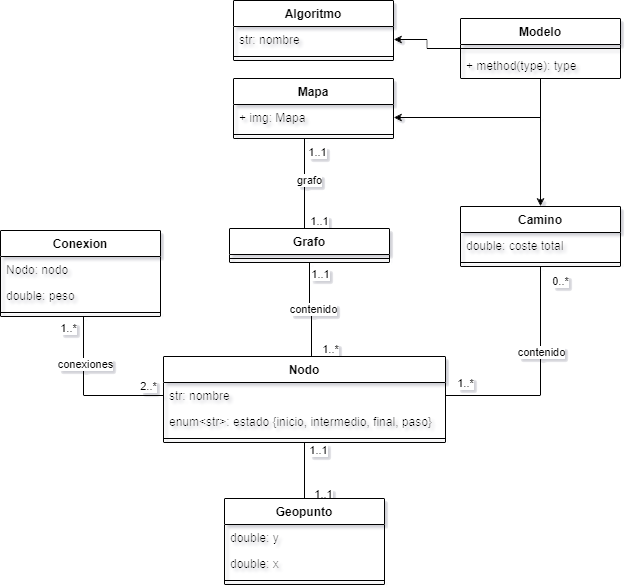 Algoritmo
str: nombre
Modelo
+ method(type): type
Mapa
+ img: Mapa
1..1
grafo
1..1
Grafo
1..1
contenido
1..*
Camino
double: coste total
0..*
contenido
1..*
Conexion
Nodo: nodo
double: peso
1..*
conexiones
2..*
Nodo
str: nombre
enum<str>: estado {inicio, intermedio, final, paso}
1..1
1..1
Geopunto
double: y
double: x